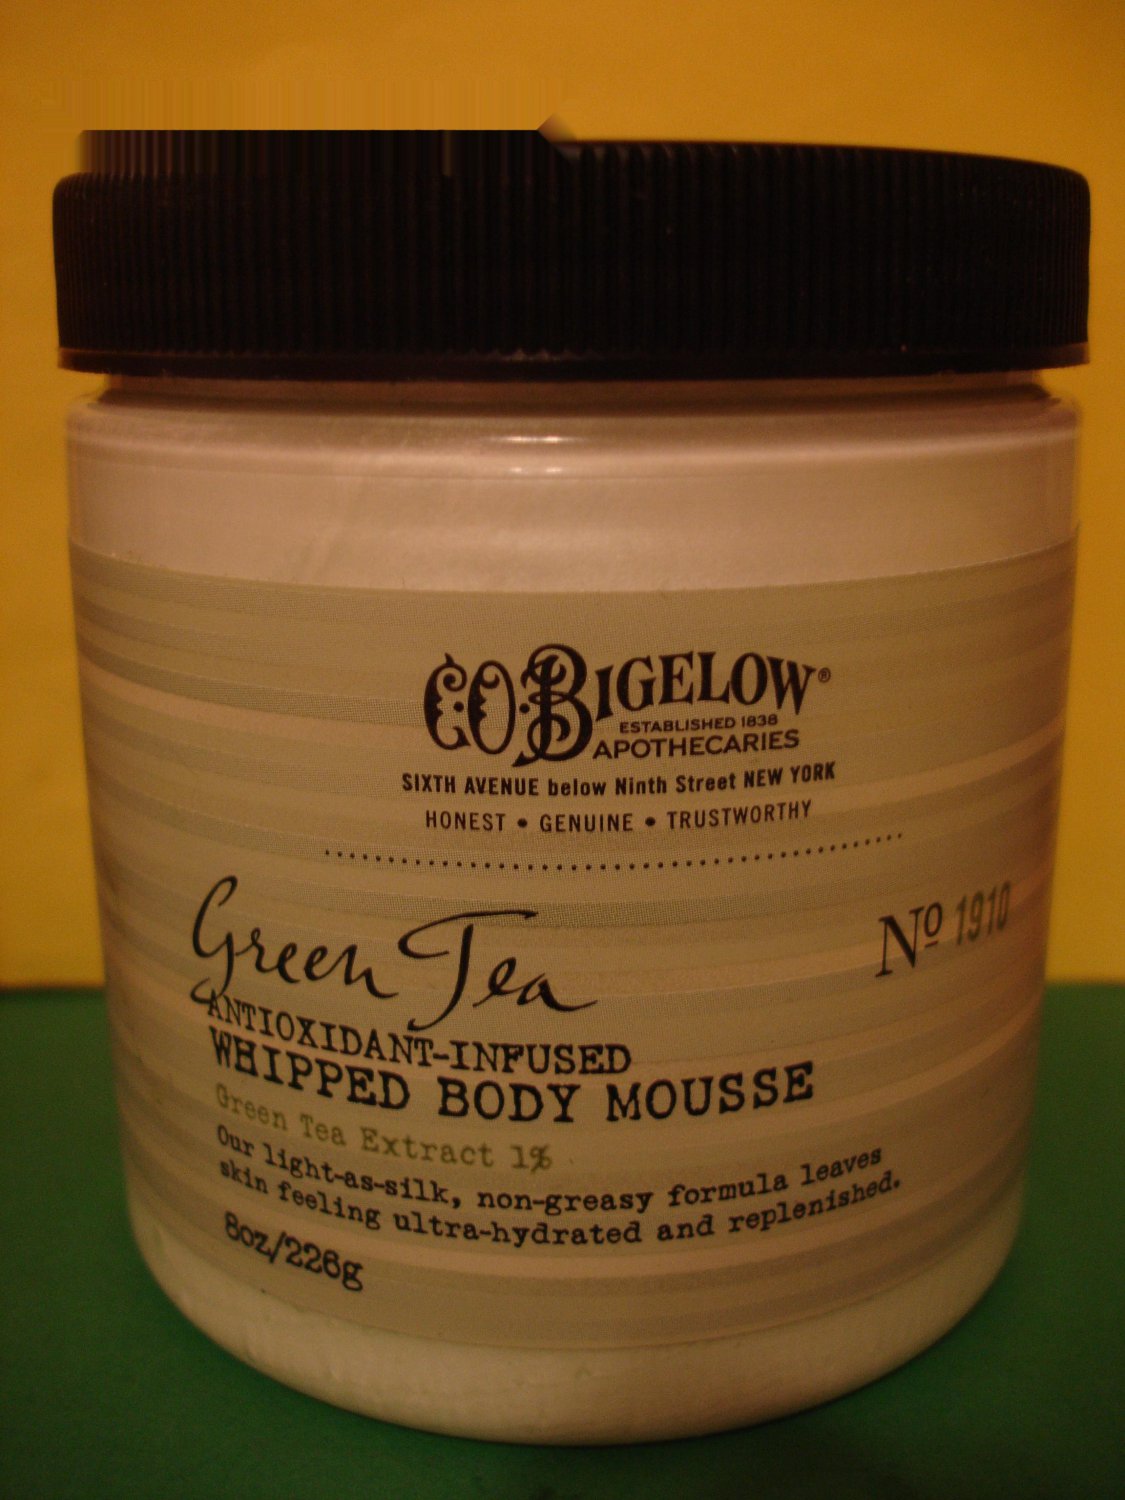 C·O·BIGELOW®
ESTABLISHED 1838
APOTHECARIES
SIXTH AVENUE below Ninth Street NEW YORK
HONEST • GENUINE • TRUSTWORTHY
Green Tea
Nº 1910
ANTIOXIDANT-INFUSED
WHIPPED BODY MOUSSE
Green Tea Extract 1%
Our light-as-silk, non-greasy formula leaves
skin feeling ultra-hydrated and replenished.
8oz/226g